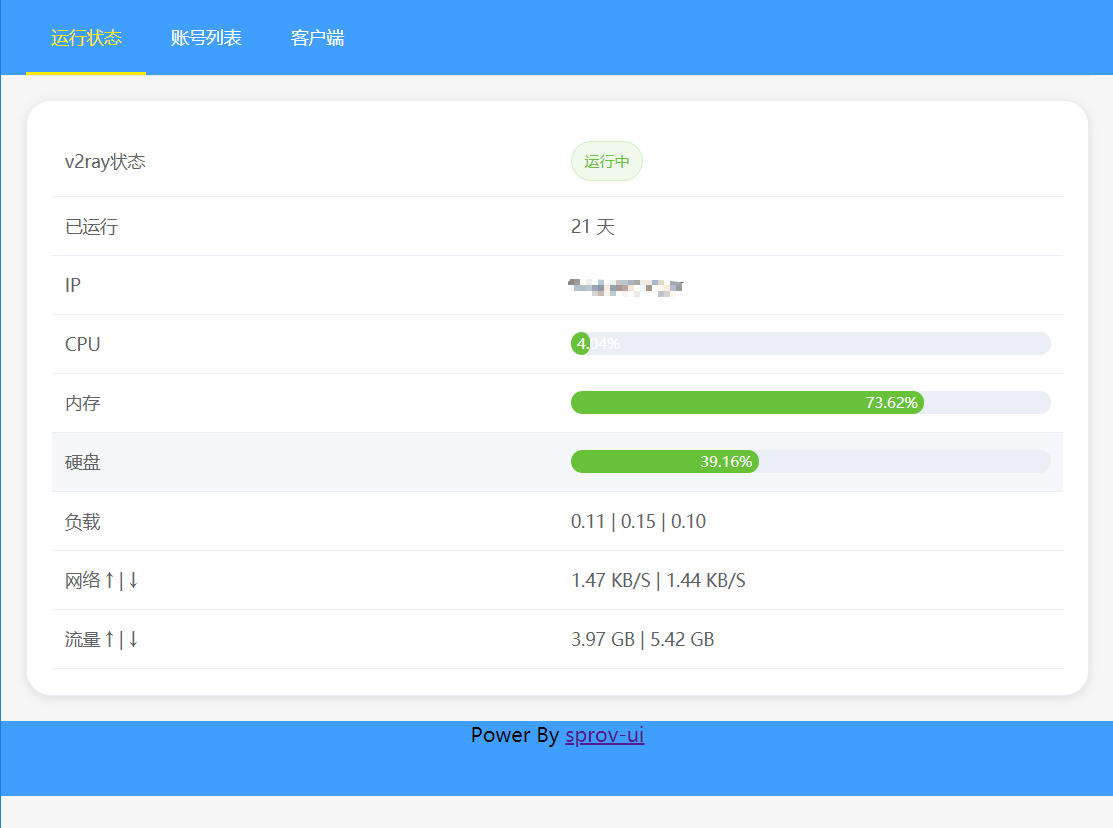 运行状态 账号列表 客户端
v2ray状态 运行中
已运行 21 天
IP
CPU 4.04%
内存 73.62%
硬盘 39.16%
负载 0.11 | 0.15 | 0.10
网络↑|↓ 1.47 KB/S | 1.44 KB/S
流量↑|↓ 3.97 GB | 5.42 GB
Power By sprov-ui